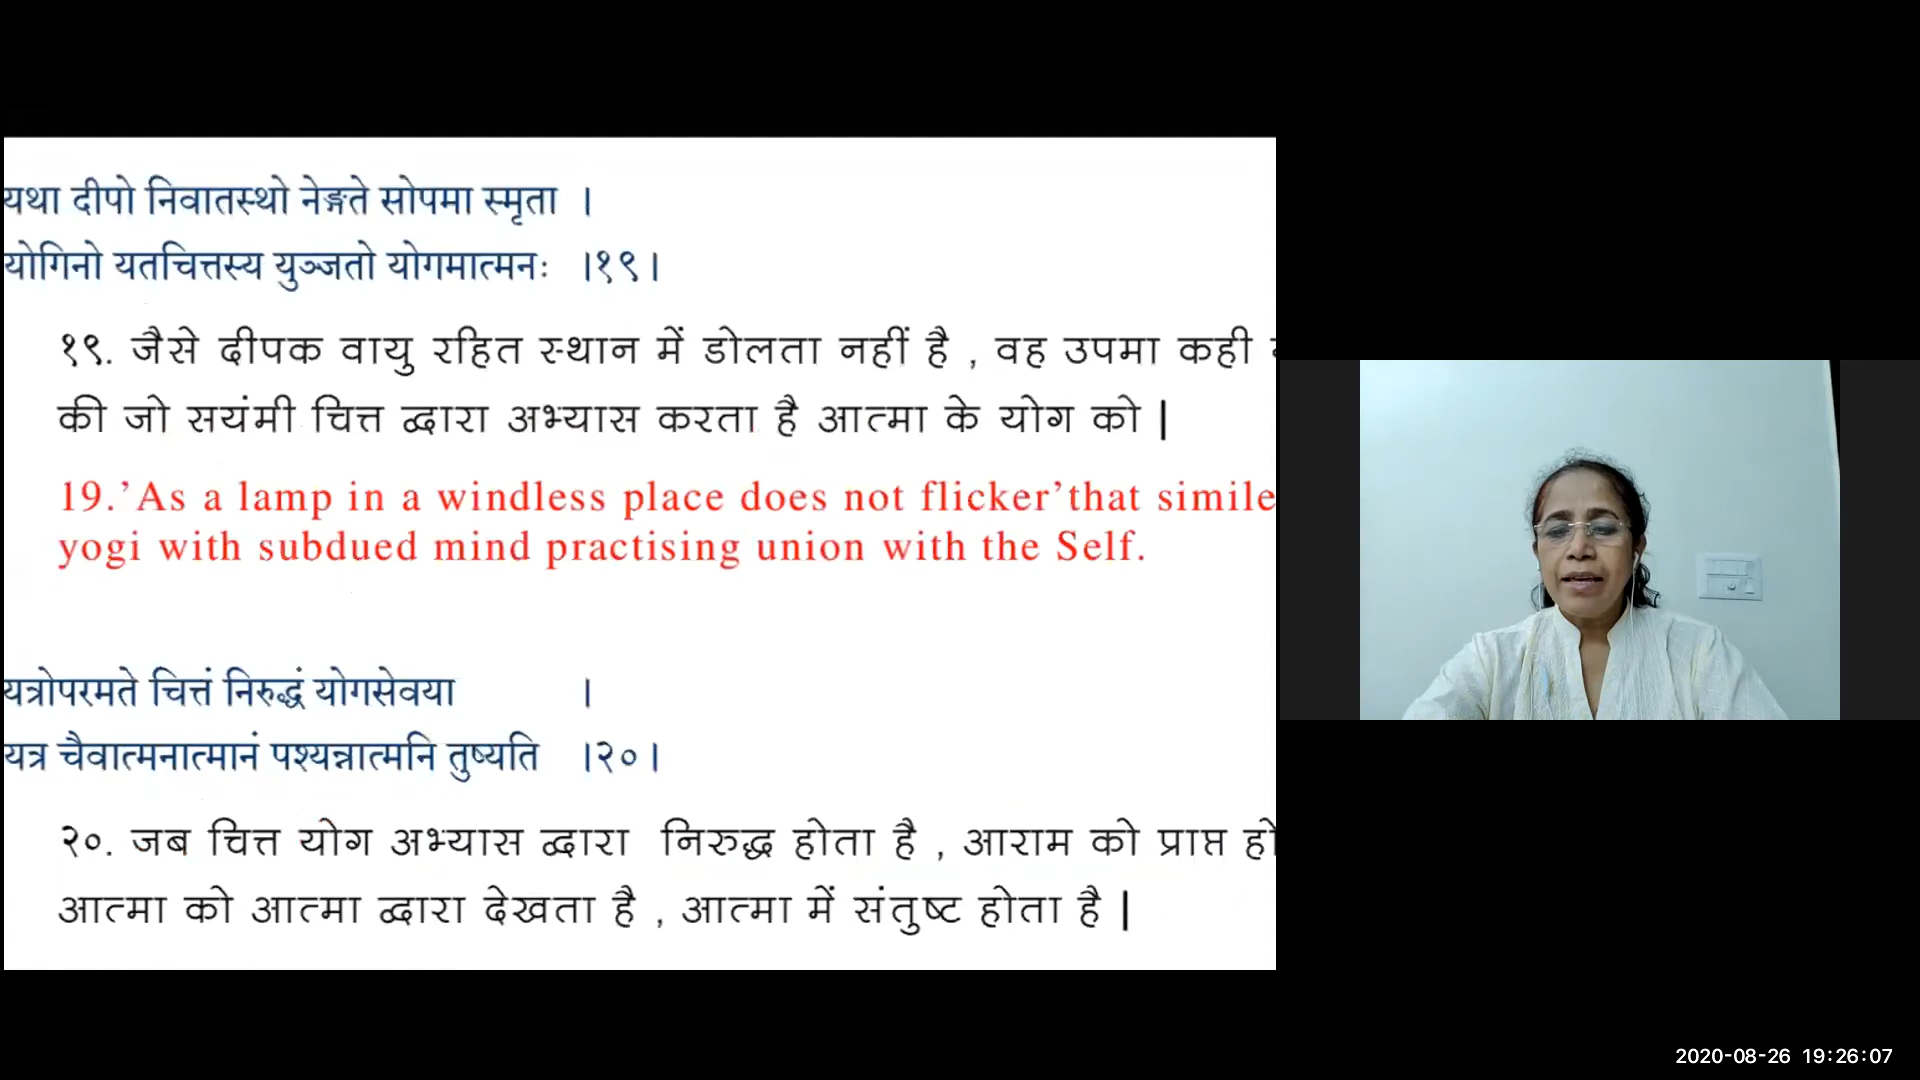 यथा दीपो निवातस्थो नेङ्गते सोपमा स्मृता ।
योगिनो यतचित्तस्य युञ्जतो योगमात्मनः ।१९।
१९. जैसे दीपक वायु रहित स्थान में डोलता नहीं है , वह उपमा कही
की जो सयंमी चित्त द्वारा अभ्यास करता है आत्मा के योग को |
19.’As a lamp in a windless place does not flicker’that simile
yogi with subdued mind practising union with the Self.
यत्रोपरमते चित्तं निरुद्धं योगसेवया ।
यत्र चैवात्मनात्मानं पश्यन्नात्मनि तुष्यति ।२०।
२०. जब चित्त योग अभ्यास द्वारा निरुद्ध होता है , आराम को प्राप्त हो
आत्मा को आत्मा द्वारा देखता है , आत्मा में संतुष्ट होता है |
2020-08-26 19:26:07